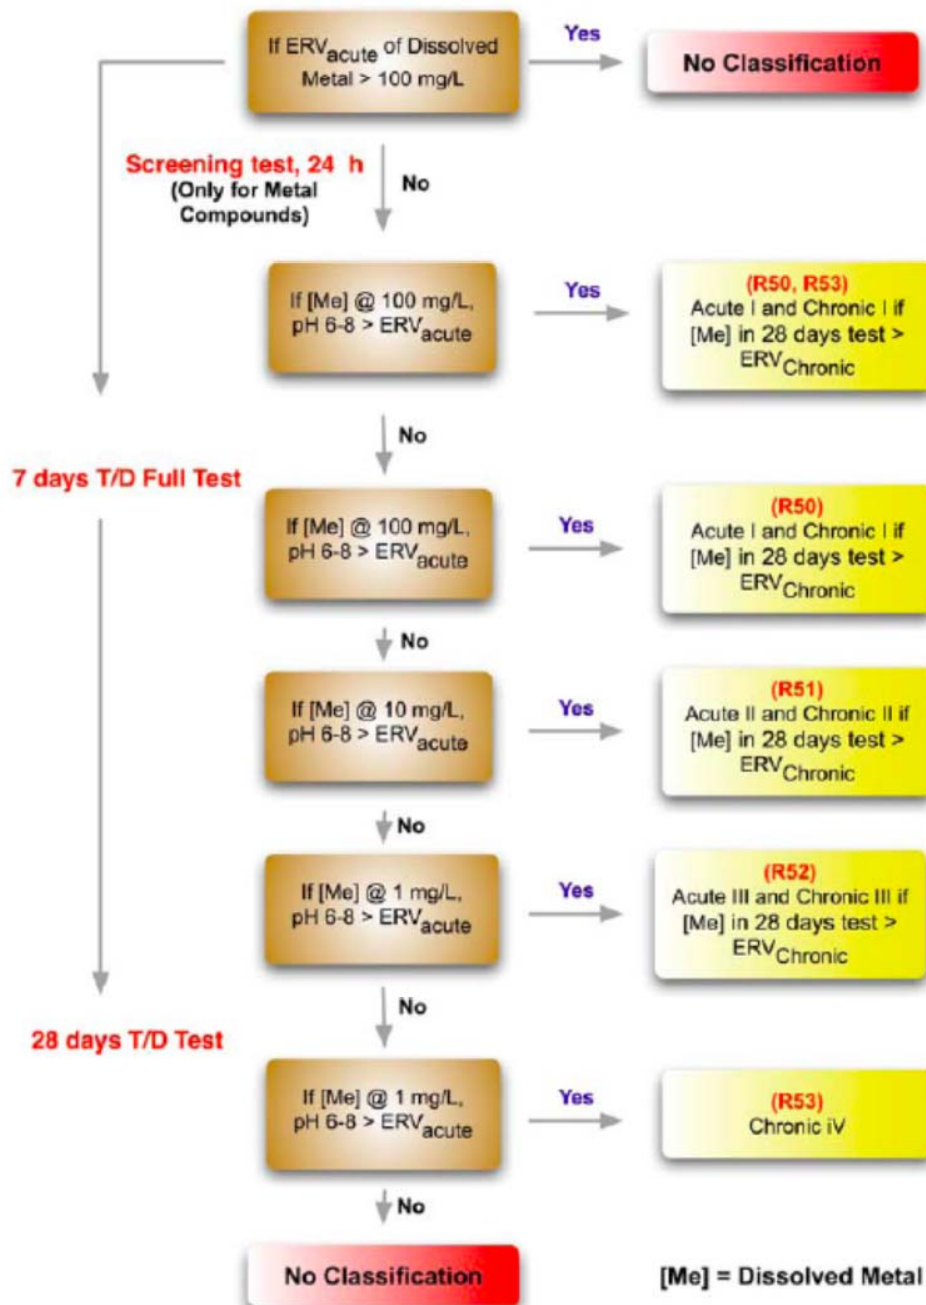 If ERVacute of Dissolved
Metal > 100 mg/L
Yes
No Classification
Screening test, 24 h
(Only for Metal
Compounds)
No
If [Me] @ 100 mg/L,
pH 6-8 > ERVacute
Yes
(R50, R53)
Acute I and Chronic I if
[Me] in 28 days test >
ERVChronic
No
7 days T/D Full Test
If [Me] @ 100 mg/L,
pH 6-8 > ERVacute
Yes
(R50)
Acute I and Chronic I if
[Me] in 28 days test >
ERVChronic
No
If [Me] @ 10 mg/L,
pH 6-8 > ERVacute
Yes
(R51)
Acute II and Chronic II if
[Me] in 28 days test >
ERVChronic
No
If [Me] @ 1 mg/L,
pH 6-8 > ERVacute
Yes
(R52)
Acute III and Chronic III if
[Me] in 28 days test >
ERVChronic
No
28 days T/D Test
If [Me] @ 1 mg/L,
pH 6-8 > ERVacute
Yes
(R53)
Chronic iV
No
No Classification
[Me] = Dissolved Metal